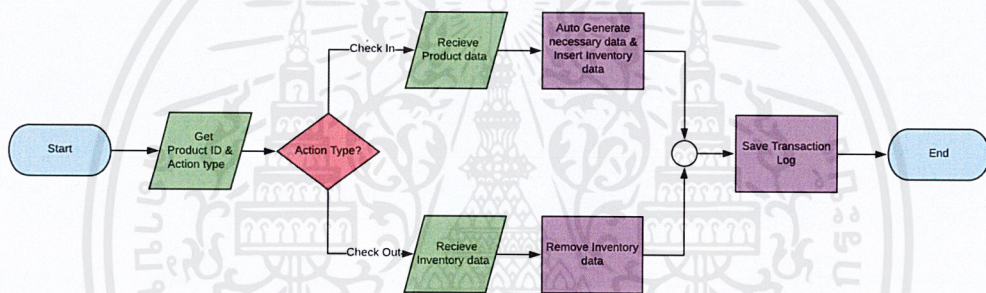 Start
Get
Product ID &
Action type
Action Type?
Check In
Recieve
Product data
Auto Generate
necessary data &
Insert Inventory
data
Check Out
Recieve
Inventory data
Remove Inventory
data
Save Transaction
Log
End